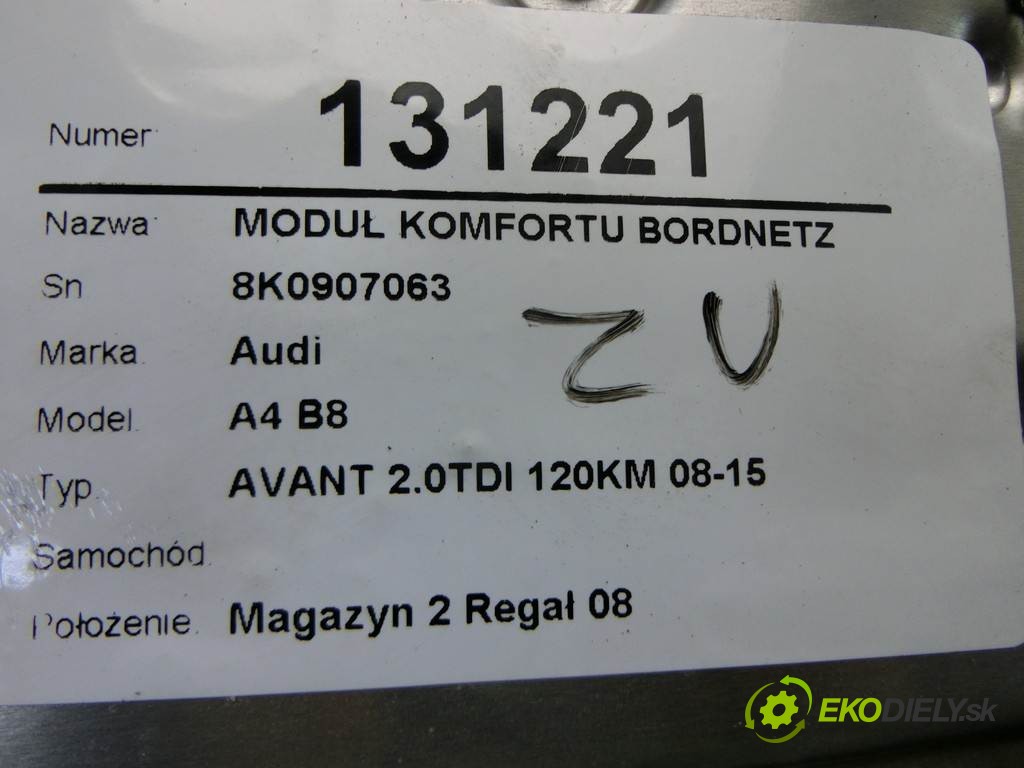 Numer 131221
Nazwa MODUŁ KOMFORTU BORDNETZ
Sn 8K0907063
Marka Audi
ZU
Model A4 B8
Typ AVANT 2.0TDI 120KM 08-15
Samochód
Położenie Magazyn 2 Regał 08
EKODIELY.sk